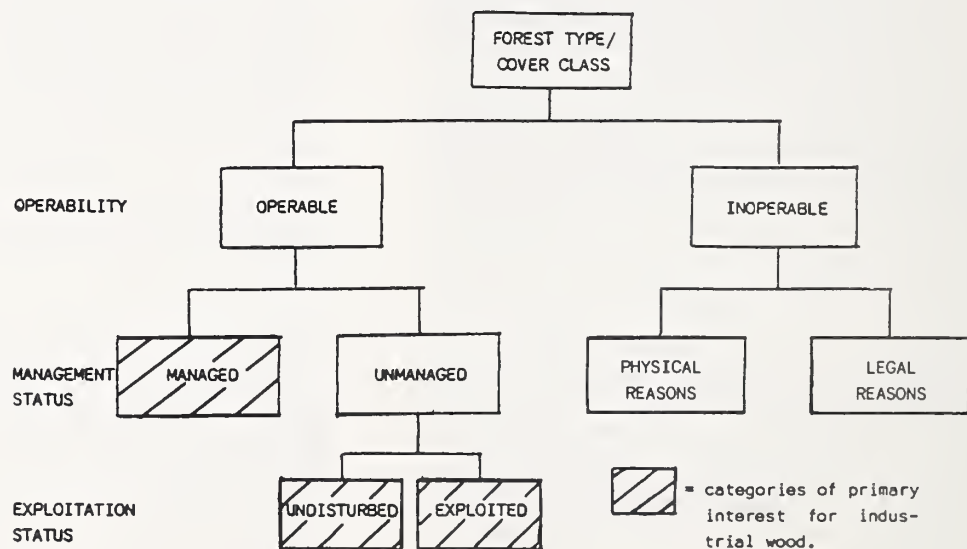 FOREST TYPE/
COVER CLASS
OPERABILITY
OPERABLE
INOPERABLE
MANAGEMENT
STATUS
MANAGED
UNMANAGED
PHYSICAL
REASONS
LEGAL
REASONS
EXPLOITATION
STATUS
UNDISTURBED
EXPLOITED
= categories of primary
interest for indus-
trial wood.